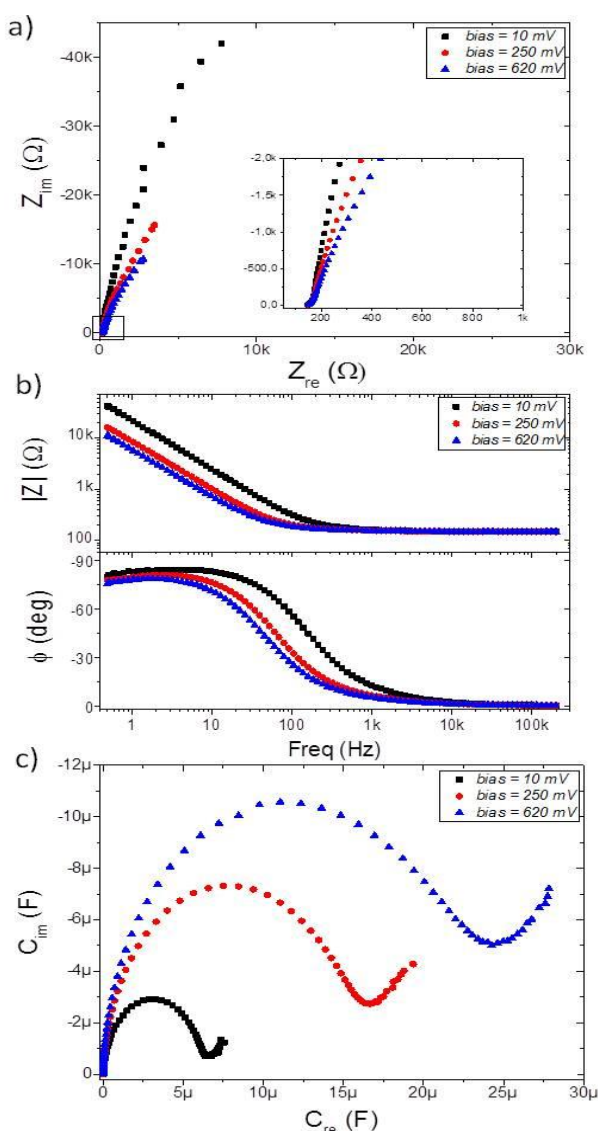 a)
-40k
-30k
-20k
-10k
0
Zim (Ω)
bias = 10 mV
bias = 250 mV
bias = 620 mV
-2.0k
-1.5k
-1.0k
-500.0
0.0
200 400 600 800 1k
0 10k 20k 30k
Zre (Ω)
b)
10k
1k
100
|Z| (Ω)
bias = 10 mV
bias = 250 mV
bias = 620 mV
-90
-60
-30
0
ϕ (deg)
1 10 100 1k 10k 100k
Freq (Hz)
c)
-12µ
-10µ
-8µ
-6µ
-4µ
-2µ
0
Cim (F)
bias = 10 mV
bias = 250 mV
bias = 620 mV
0 5µ 10µ 15µ 20µ 25µ 30µ
Cre (F)